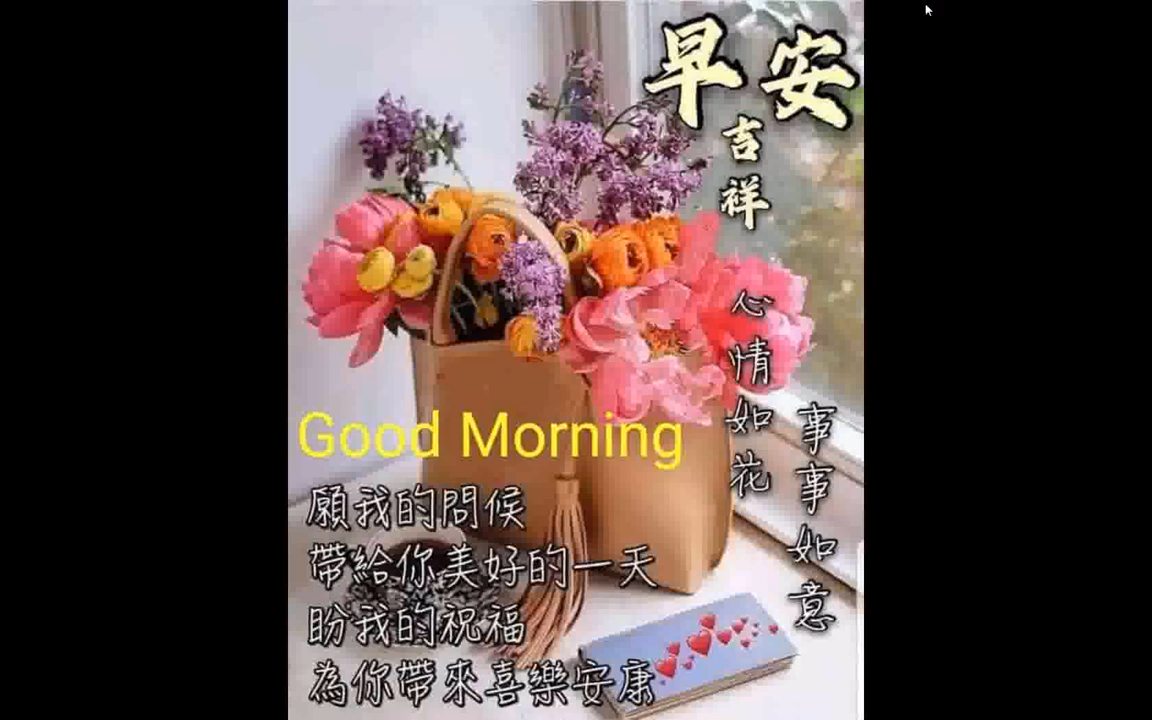 早安
吉祥
心情如花
事事如意
Good Morning
願我的問候
帶給你美好的一天
盼我的祝福
為你帶來喜樂安康